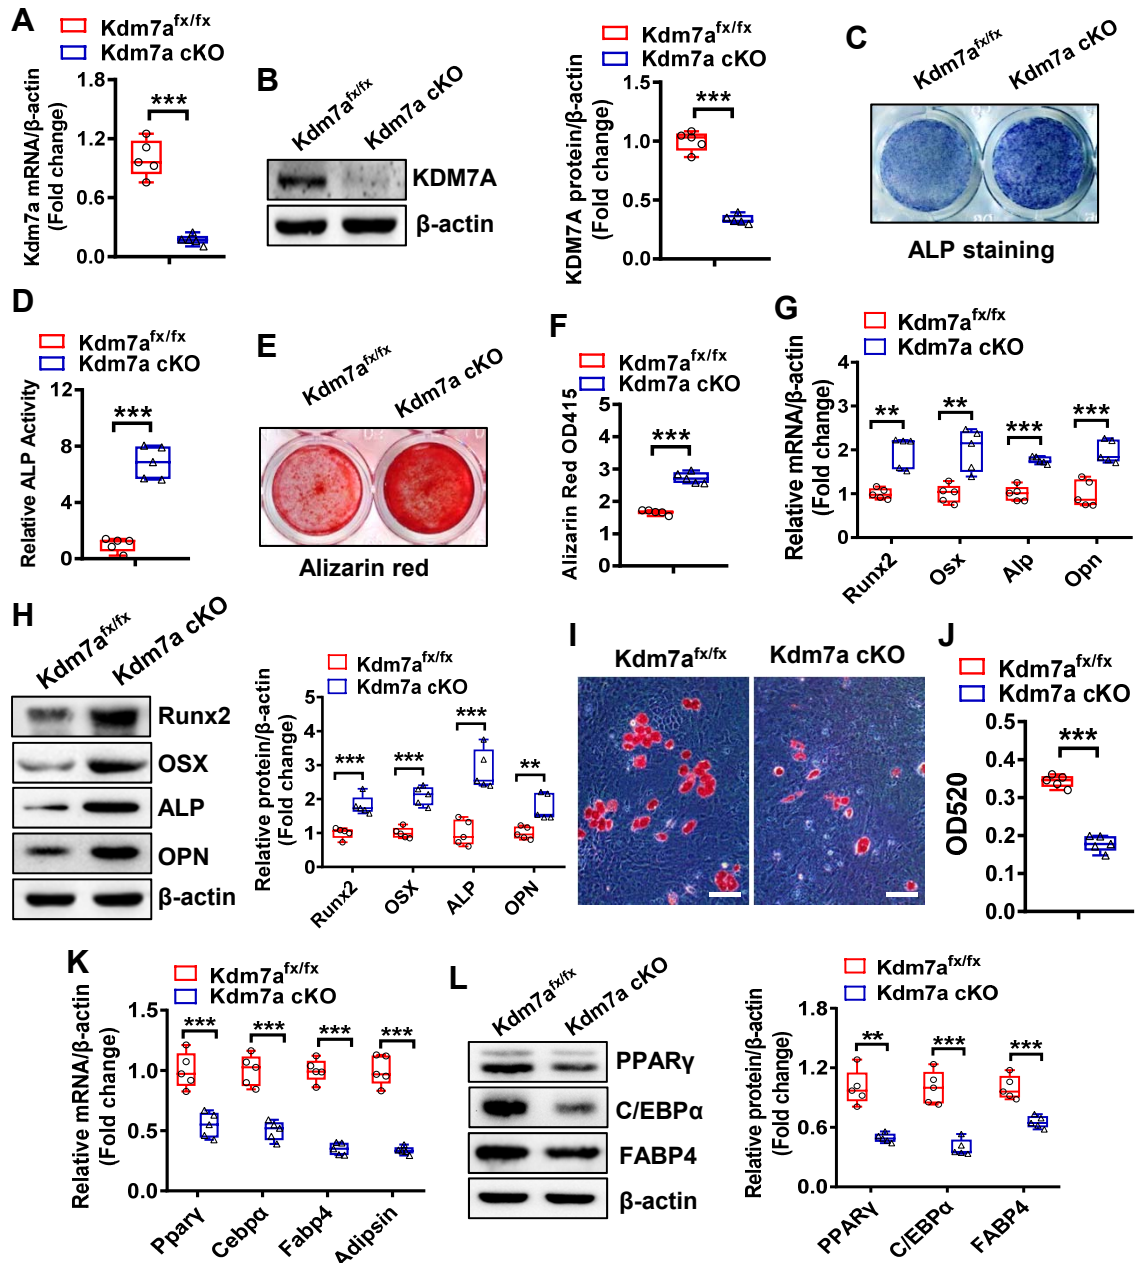 A
Kdm7a^fx/fx
Kdm7a cKO
Kdm7a mRNA/β-actin
(Fold change)
1.8
1.2
0.6
0.0
***
B
Kdm7a^fx/fx
Kdm7a cKO
KDM7A
β-actin
Kdm7a^fx/fx
Kdm7a cKO
KDM7A protein/β-actin
(Fold change)
1.5
1.0
0.5
0.0
***
C
Kdm7a^fx/fx
Kdm7a cKO
ALP staining
D
Kdm7a^fx/fx
Kdm7a cKO
Relative ALP Activity
12
8
4
0
***
E
Kdm7a^fx/fx
Kdm7a cKO
Alizarin red
F
Kdm7a^fx/fx
Kdm7a cKO
Alizarin Red OD415
5
4
3
2
1
0
***
G
Kdm7a^fx/fx
Kdm7a cKO
Relative mRNA/β-actin
(Fold change)
4
3
2
1
0
**
**
***
***
Runx2
Osx
Alp
Opn
H
Kdm7a^fx/fx
Kdm7a cKO
Runx2
OSX
ALP
OPN
β-actin
Kdm7a^fx/fx
Kdm7a cKO
Relative protein/β-actin
(Fold change)
5
4
3
2
1
0
***
***
***
**
Runx2
OSX
ALP
OPN
I
Kdm7a^fx/fx
Kdm7a cKO
J
Kdm7a^fx/fx
Kdm7a cKO
OD520
0.5
0.4
0.3
0.2
0.1
0.0
***
K
Kdm7a^fx/fx
Kdm7a cKO
Relative mRNA/β-actin
(Fold change)
1.5
1.0
0.5
0.0
***
***
***
***
Pparγ
Cebpα
Fabp4
Adipsin
L
Kdm7a^fx/fx
Kdm7a cKO
PPARγ
C/EBPα
FABP4
β-actin
Kdm7a^fx/fx
Kdm7a cKO
Relative protein/β-actin
(Fold change)
1.8
1.2
0.6
0.0
**
***
***
PPARγ
C/EBPα
FABP4